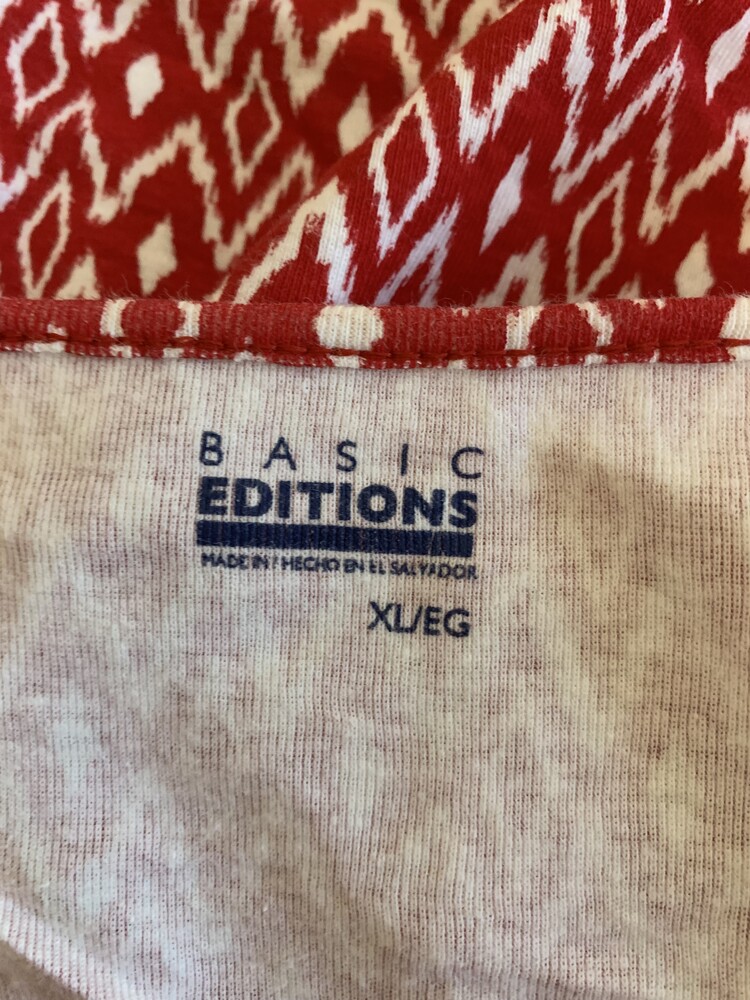 BASIC
EDITIONS
MADE IN / HECHO EN EL SALVADOR
XL/EG